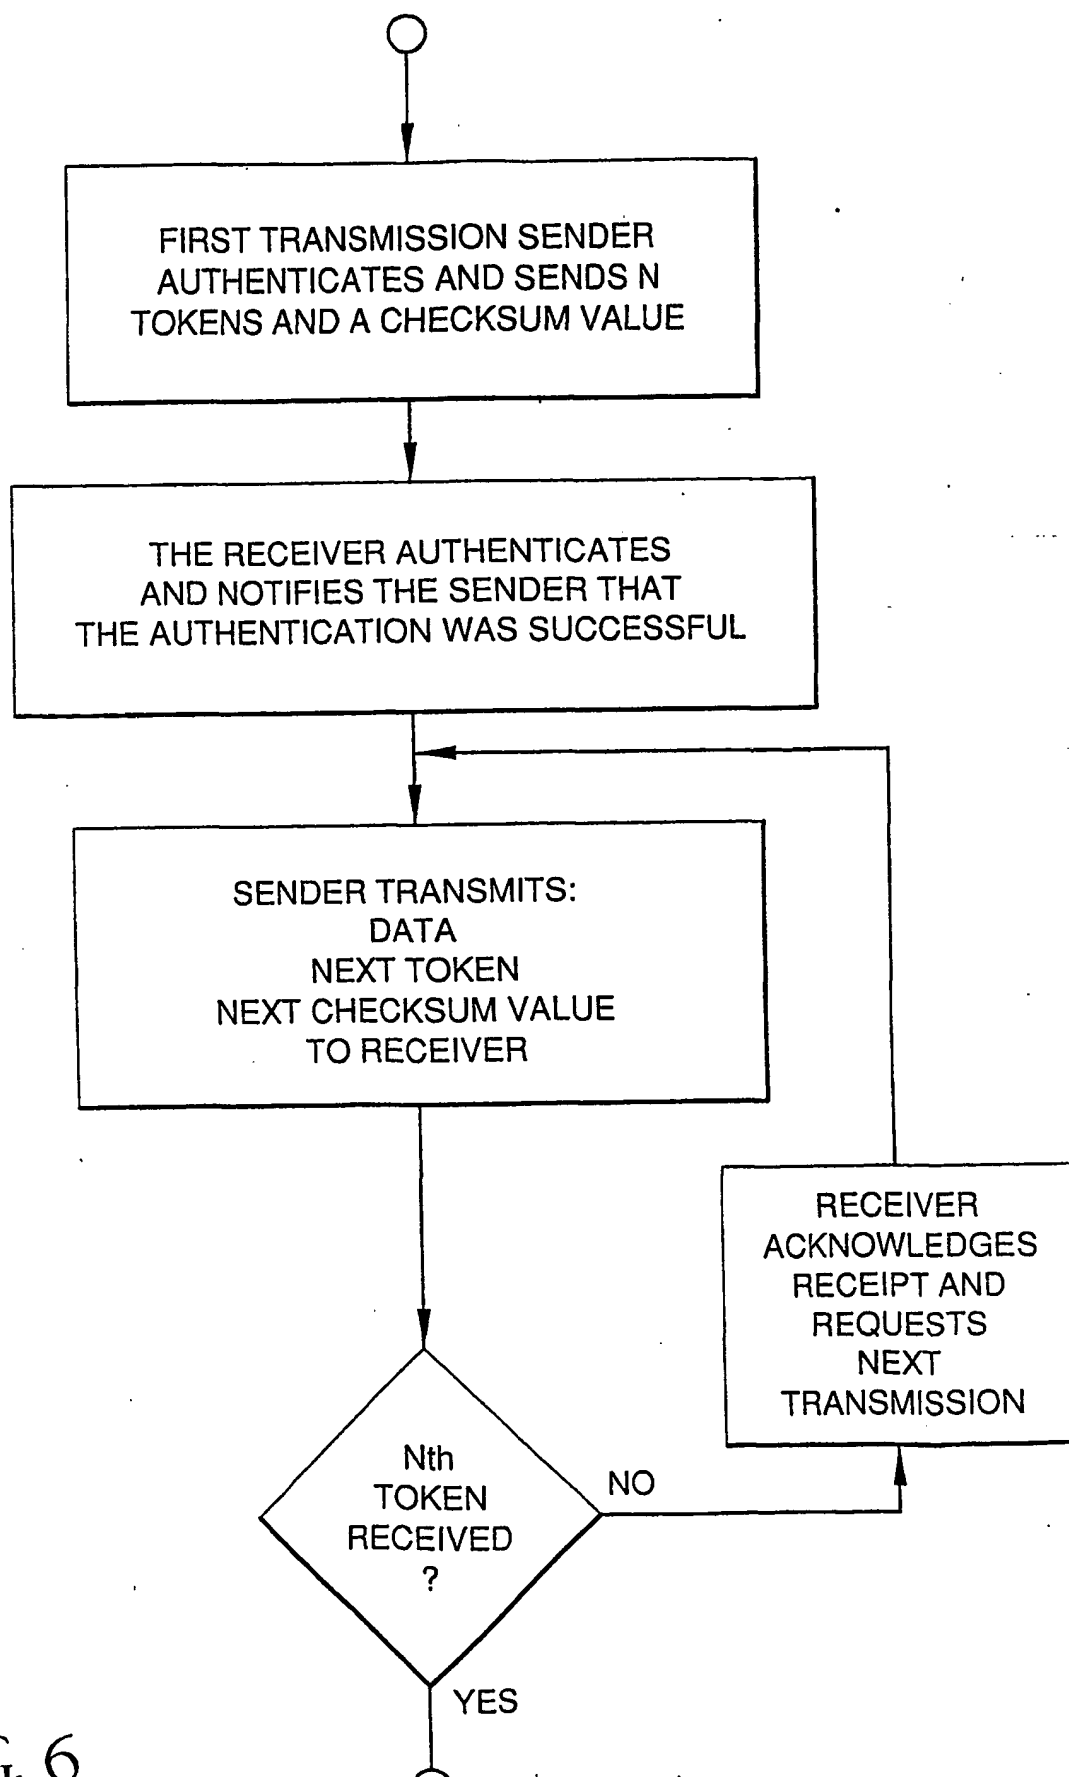 FIRST TRANSMISSION SENDER
AUTHENTICATES AND SENDS N
TOKENS AND A CHECKSUM VALUE
THE RECEIVER AUTHENTICATES
AND NOTIFIES THE SENDER THAT
THE AUTHENTICATION WAS SUCCESSFUL
SENDER TRANSMITS:
DATA
NEXT TOKEN
NEXT CHECKSUM VALUE
TO RECEIVER
RECEIVER
ACKNOWLEDGES
RECEIPT AND
REQUESTS
NEXT
TRANSMISSION
Nth
TOKEN
RECEIVED
?
NO
YES
6